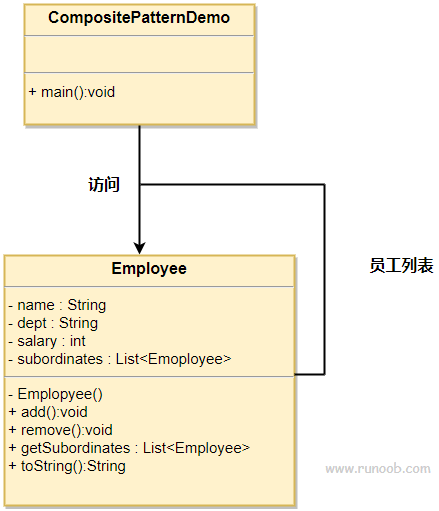 CompositePatternDemo
+ main():void
访问
员工列表
Employee
- name : String
- dept : String
- salary : int
- subordinates : List<Emoployee>
- Emplopyee()
+ add():void
+ remove():void
+ getSubordinates : List<Employee>
+ toString():String
www.runoob.com